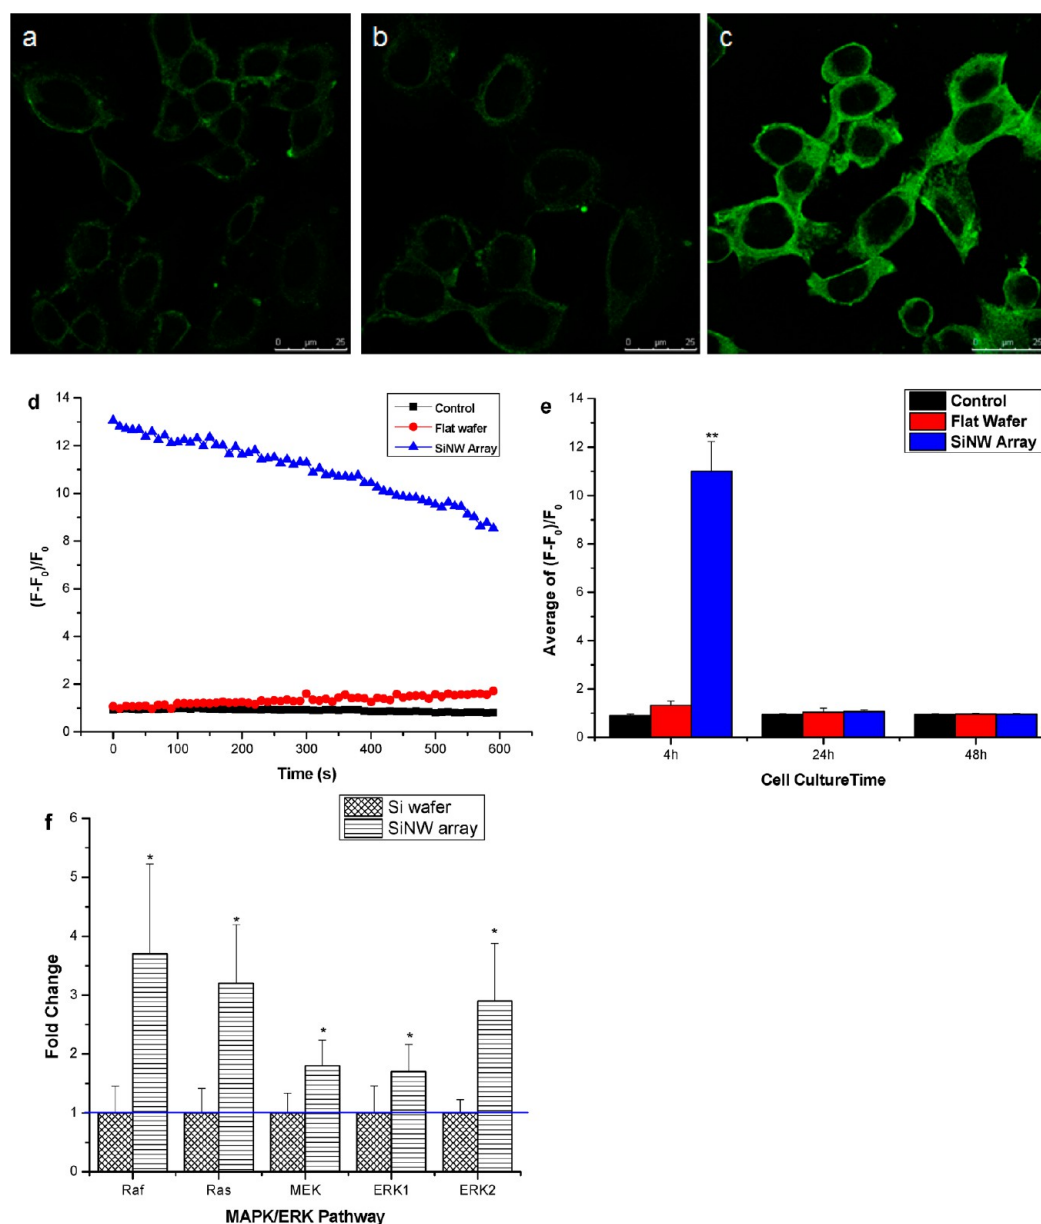 a
b
c
0 µm 25
0 µm 25
0 µm 25
d
Control
Flat wafer
SiNW Array
(F-F0)/F0
14
12
10
8
6
4
2
0
0 100 200 300 400 500 600
Time (s)
e
Control
Flat Wafer
SiNW Array
**
Average of (F-F0)/F0
14
12
10
8
6
4
2
0
4h 24h 48h
Cell CultureTime
f
Si wafer
SiNW array
Fold Change
6
5
4
3
2
1
0
* * * * *
Raf Ras MEK ERK1 ERK2
MAPK/ERK Pathway